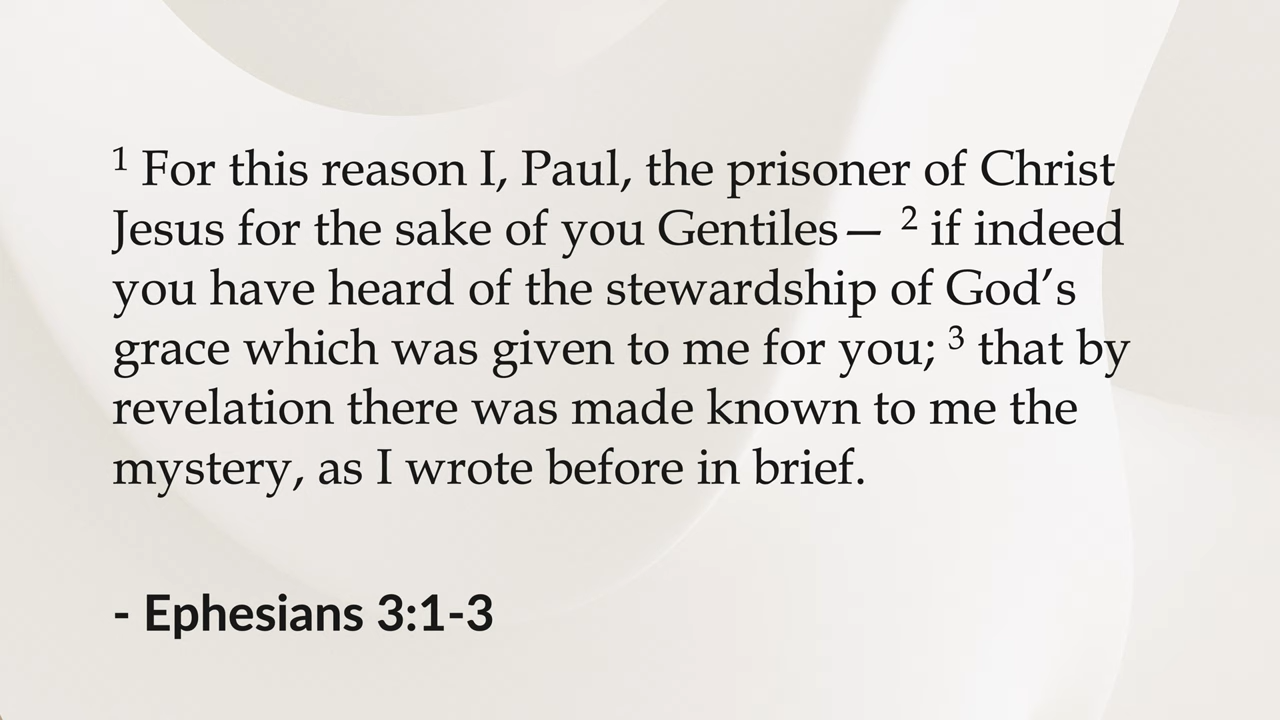 ¹ For this reason I, Paul, the prisoner of Christ
Jesus for the sake of you Gentiles— ² if indeed
you have heard of the stewardship of God’s
grace which was given to me for you; ³ that by
revelation there was made known to me the
mystery, as I wrote before in brief.
- Ephesians 3:1-3